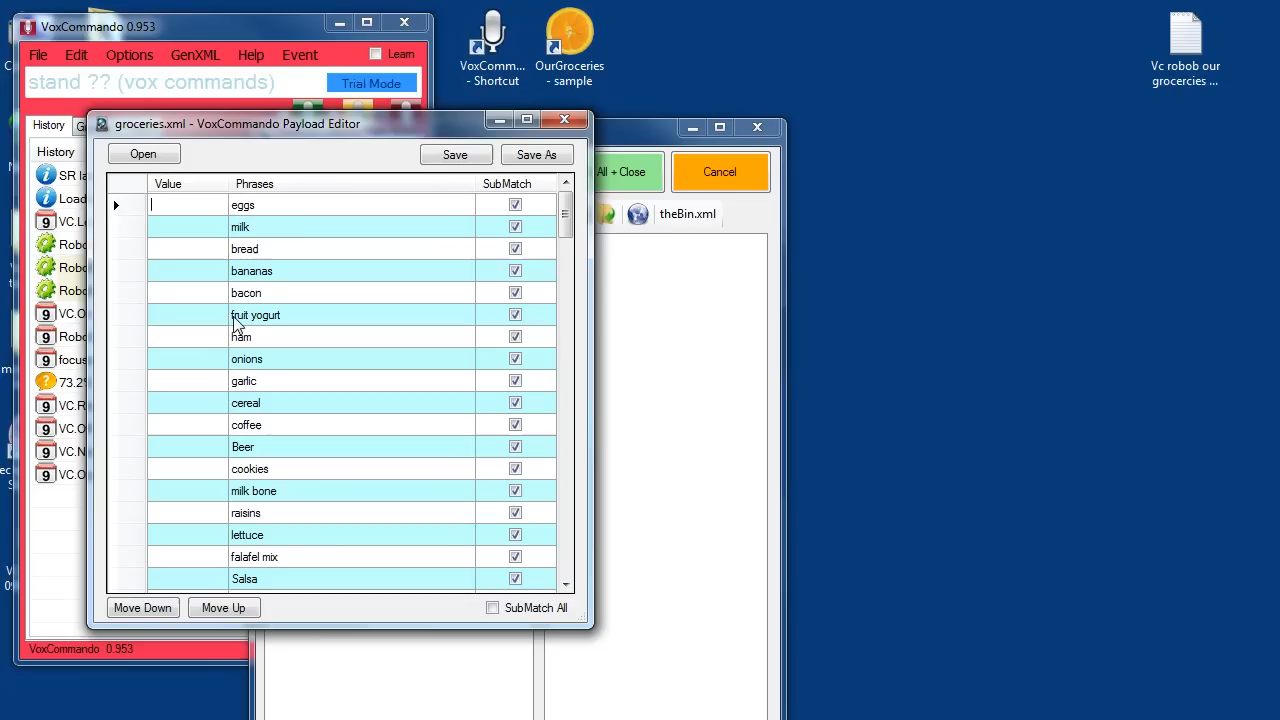 VoxCommando 0.953
File Edit Options GenXML Help Event Learn
stand ?? (vox commands) Trial Mode
VoxComm...
- Shortcut
OurGroceries
- sample
Vc robob our
grocercies ...
groceries.xml - VoxCommando Payload Editor
Open Save Save As
Value Phrases SubMatch
eggs
milk
bread
bananas
bacon
fruit yogurt
ham
onions
garlic
cereal
coffee
Beer
cookies
milk bone
raisins
lettuce
falafel mix
Salsa
Move Down Move Up SubMatch All
History
History
SR la
Load
VC.L
Robo
Robo
Robo
VC.O
Robo
focus
73.2
VC.R
VC.O
VC.N
VC.O
VoxCommando 0.953
All + Close Cancel
theBin.xml